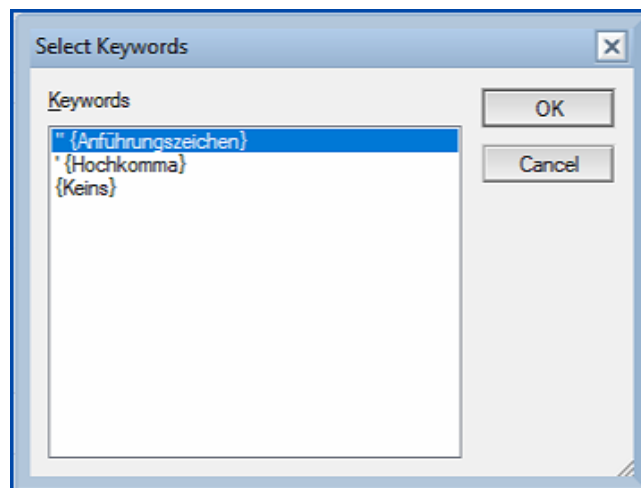 Select Keywords
Keywords
OK
" {Anführungszeichen}
' {Hochkomma}
Cancel
{Keins}